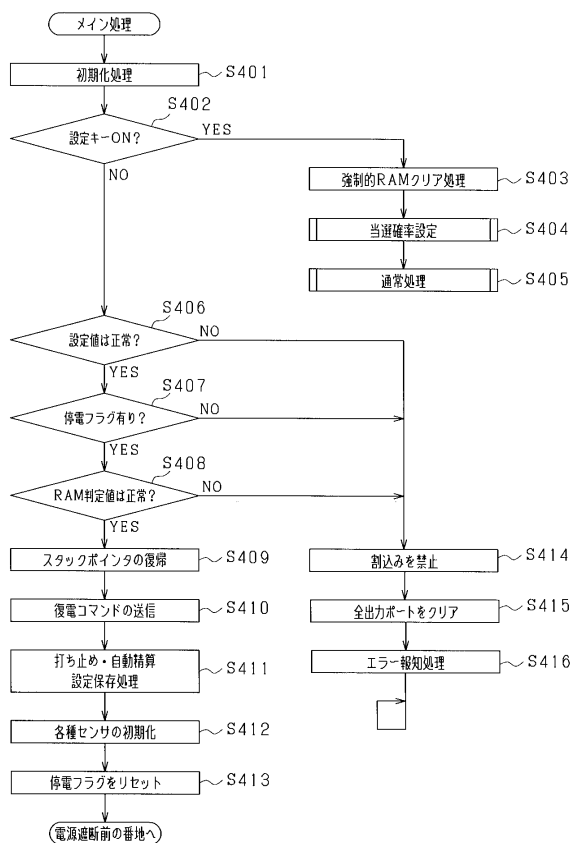 メイン処理
初期化処理
S401
S402
設定キーON?
YES
NO
強制的RAMクリア処理
S403
当選確率設定
S404
通常処理
S405
S406
設定値は正常?
NO
YES
S407
停電フラグ有り?
NO
YES
S408
RAM判定値は正常?
NO
YES
スタックポインタの復帰
S409
復電コマンドの送信
S410
打ち止め・自動精算
設定保存処理
S411
各種センサの初期化
S412
停電フラグをリセット
S413
電源遮断前の番地へ
割込みを禁止
S414
全出力ポートをクリア
S415
エラー報知処理
S416